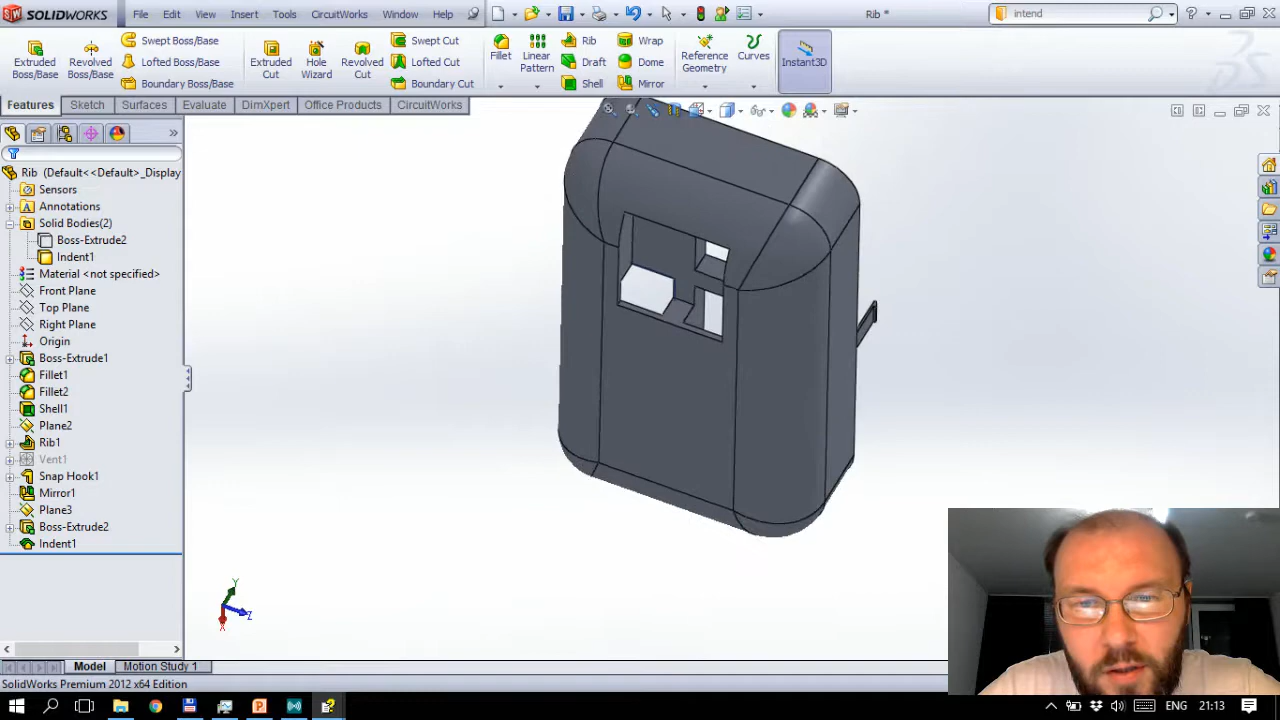 SOLIDWORKS File Edit View Insert Tools CircuitWorks Window Help Rib * intend
Extruded Boss/Base
Revolved Boss/Base
Swept Boss/Base
Lofted Boss/Base
Boundary Boss/Base
Extruded Cut
Hole Wizard
Revolved Cut
Swept Cut
Lofted Cut
Boundary Cut
Fillet
Linear Pattern
Rib
Draft
Shell
Wrap
Dome
Mirror
Reference Geometry
Curves
Instant3D
Features Sketch Surfaces Evaluate DimXpert Office Products CircuitWorks
Rib (Default<<Default>_Display
Sensors
Annotations
Solid Bodies(2)
Boss-Extrude2
Indent1
Material <not specified>
Front Plane
Top Plane
Right Plane
Origin
Boss-Extrude1
Fillet1
Fillet2
Shell1
Plane2
Rib1
Vent1
Snap Hook1
Mirror1
Plane3
Boss-Extrude2
Indent1
Y
Z
X
Model Motion Study 1
SolidWorks Premium 2012 x64 Edition
ENG 21:13